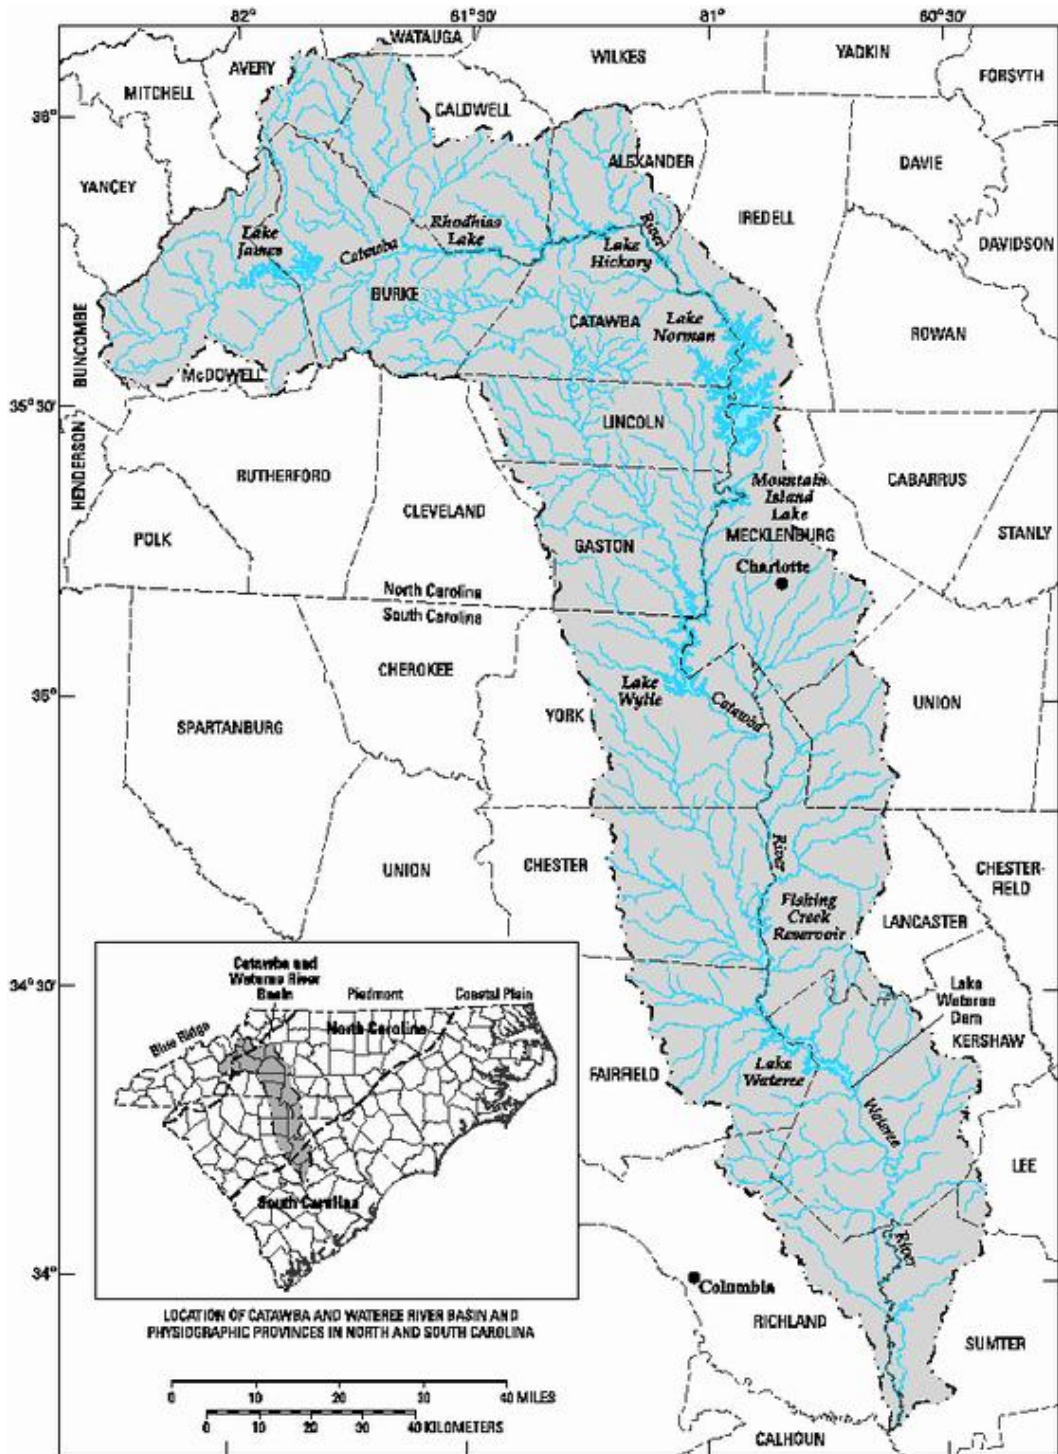 82°
81°30'
81°
80°30'
WATAUGA
WILKES
YADKIN
FORSYTH
AVERY
MITCHELL
CALDWELL
36°
ALEXANDER
DAVIE
YANCEY
IREDELL
DAVIDSON
Lake
James
Catawba
Rhodhiss
Lake
River
Lake
Hickory
BURKE
CATAWBA
Lake
Norman
ROWAN
BUNCOMBE
McDOWELL
35°30'
HENDERSON
LINCOLN
RUTHERFORD
CABARRUS
Mountain
Island
Lake
CLEVELAND
STANLY
POLK
GASTON
MECKLENBURG
Charlotte
North Carolina
South Carolina
CHEROKEE
35°
Lake
Wylie
Catawba
SPARTANBURG
YORK
UNION
River
UNION
CHESTER
CHESTER-
FIELD
Fishing
Creek
Reservoir
LANCASTER
34°30'
Lake
Wateree
Dam
KERSHAW
Catawba and
Wateree River
Basin
Piedmont
Coastal Plain
Blue Ridge
North Carolina
South Carolina
FAIRFIELD
Lake
Wateree
Wateree
LEE
River
34°
Columbia
RICHLAND
SUMTER
LOCATION OF CATAWBA AND WATEREE RIVER BASIN AND
PHYSIOGRAPHIC PROVINCES IN NORTH AND SOUTH CAROLINA
0 10 20 30 40 MILES
0 10 20 30 40 KILOMETERS
CALHOUN